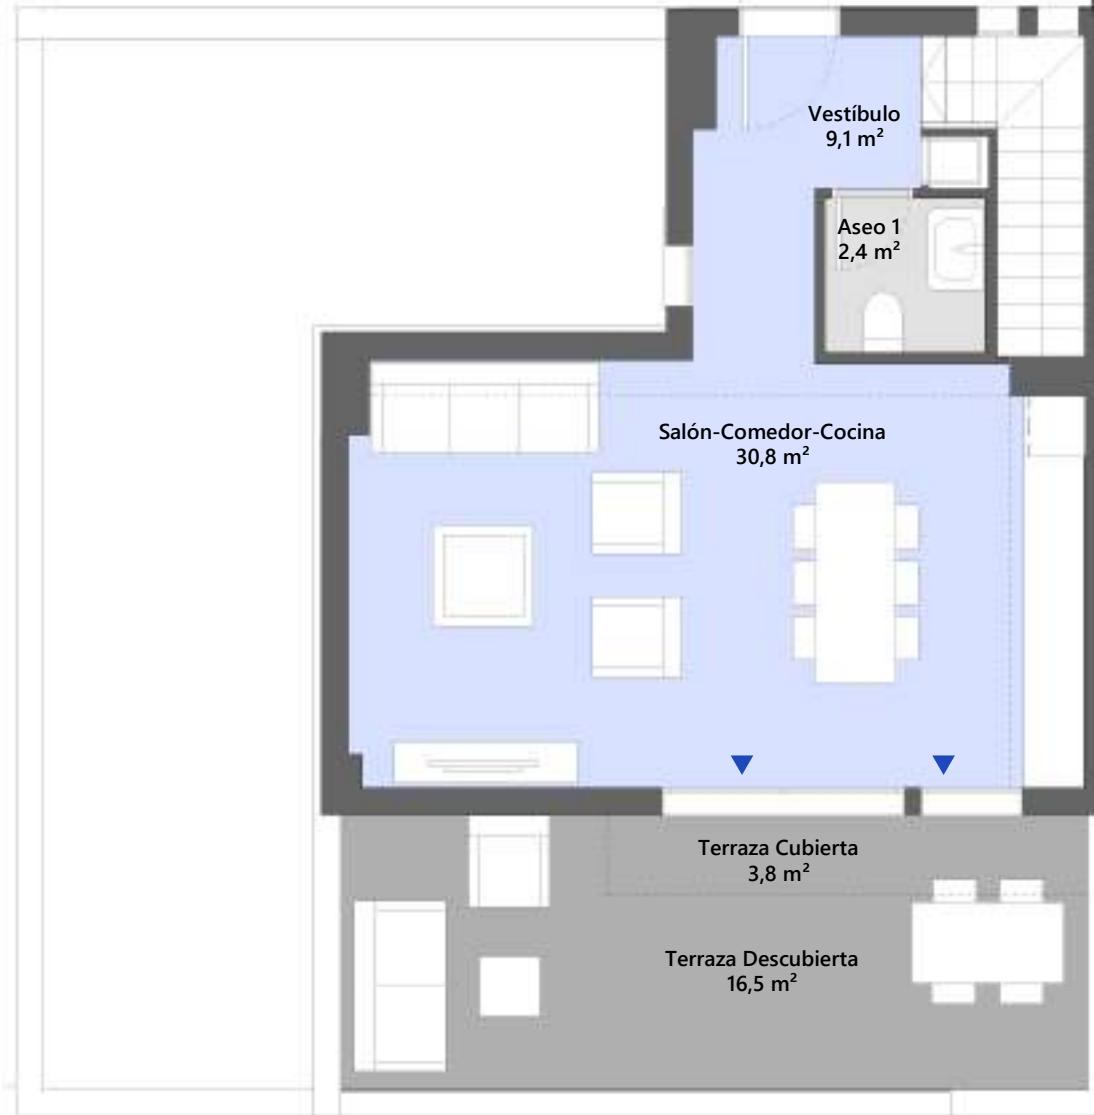 Vestíbulo
9,1 m²
Aseo 1
2,4 m²
Salón-Comedor-Cocina
30,8 m²
Terraza Cubierta
3,8 m²
Terraza Descubierta
16,5 m²